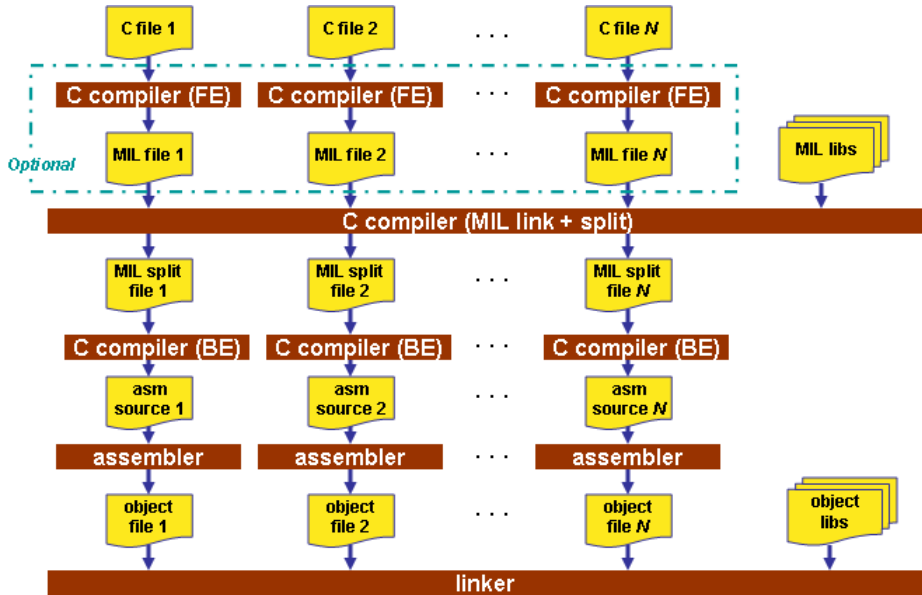 C file 1
C file 2
. . .
C file N
C compiler (FE)
C compiler (FE)
. . .
C compiler (FE)
Optional
MIL file 1
MIL file 2
. . .
MIL file N
MIL libs
C compiler (MIL link + split)
MIL split
file 1
MIL split
file 2
. . .
MIL split
file N
C compiler (BE)
C compiler (BE)
. . .
C compiler (BE)
asm
source 1
asm
source 2
. . .
asm
source N
assembler
assembler
. . .
assembler
object
file 1
object
file 2
. . .
object
file N
object
libs
linker